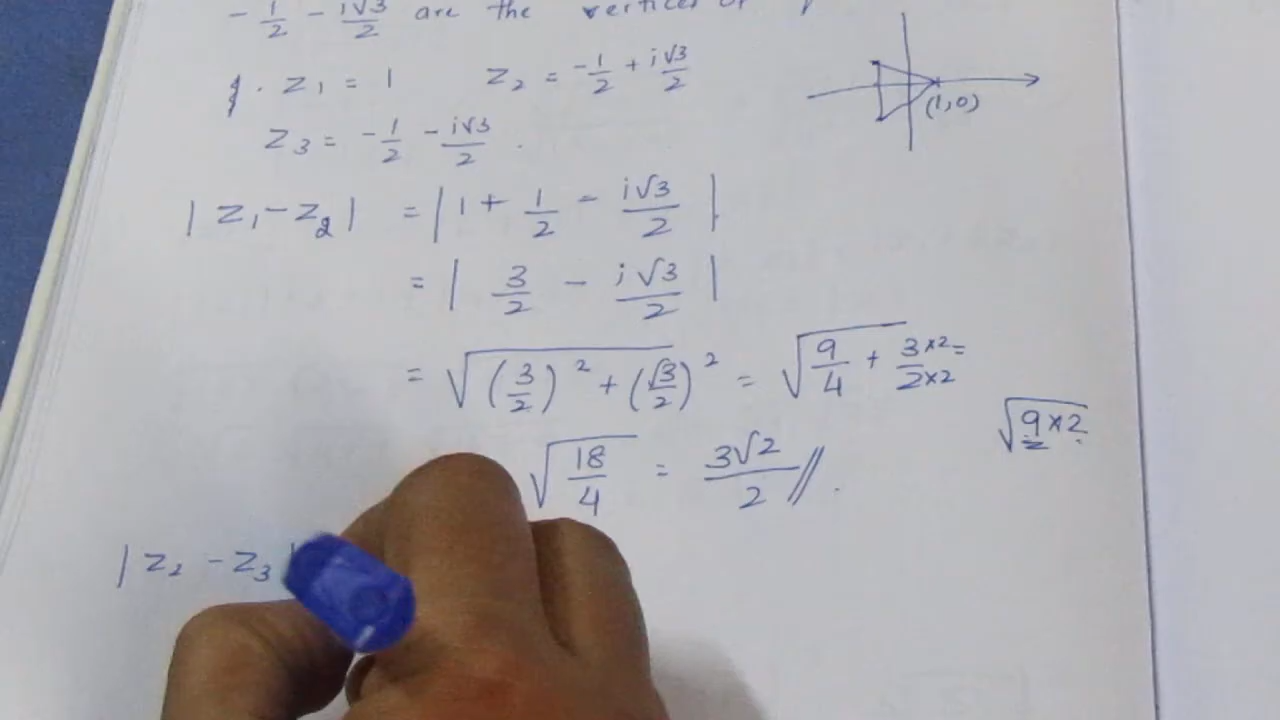 -1/2 - i√3/2 are the vertices of
z1 = 1 z2 = -1/2 + i√3/2
(1,0)
z3 = -1/2 - i√3/2 .
|z1 - z2| = |1 + 1/2 - i√3/2|
= |3/2 - i√3/2|
= √(3/2)² + (√3/2)² = √9/4 + 3×2/2×2 =
√9×2
√18/4 = 3√2/2 // .
|z2 - z3|